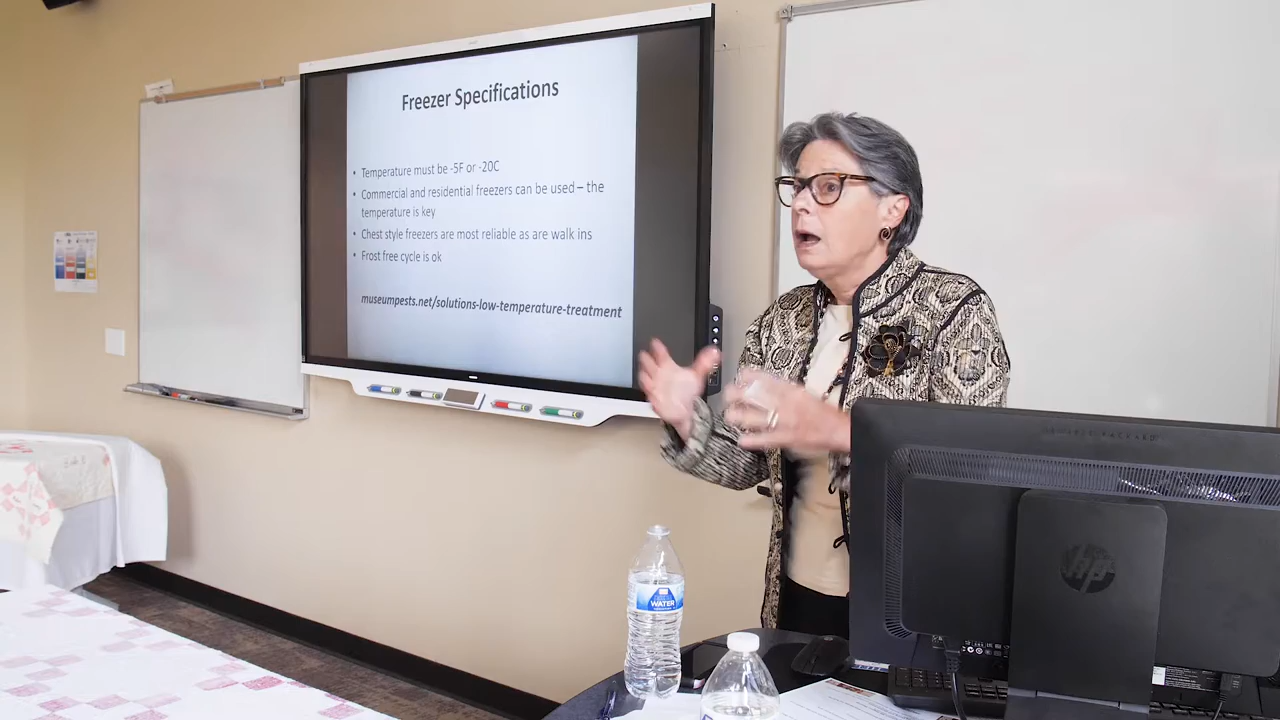 Freezer Specifications
• Temperature must be -5F or -20C
• Commercial and residential freezers can be used – the
temperature is key
• Chest style freezers are most reliable as are walk ins
• Frost free cycle is ok
museumpests.net/solutions-low-temperature-treatment
WATER
hp